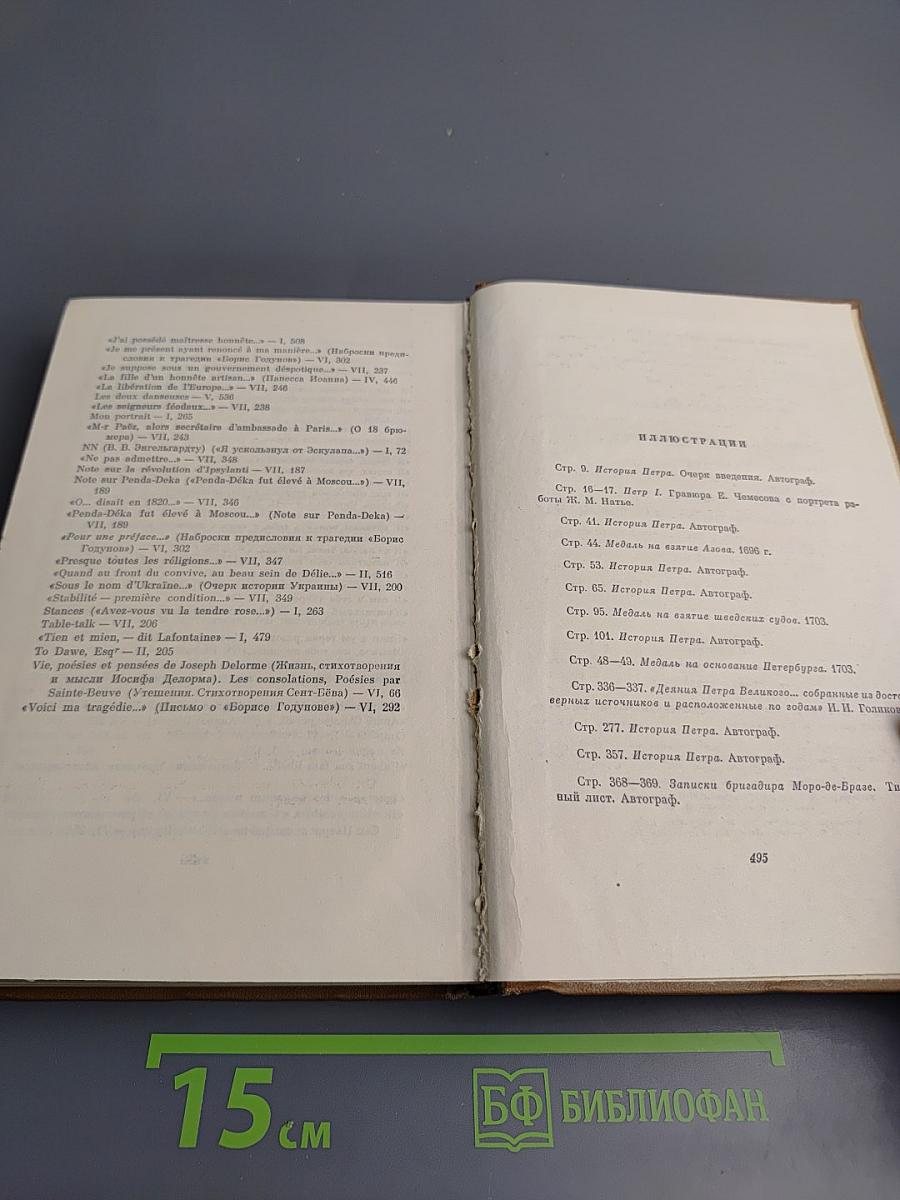 «J'ai possédé maîtresse honnête...» — I, 508
«Je me présent ayant renoncé à ma manière...» (Наброски преди-
словия к трагедии «Борис Годунов») — VI, 302
«Je suppose sous un gouvernement déspotique...» — VII, 237
«La fille d'un honnête artisan...» (Папесса Иоанна) — IV, 446
«La libération de l'Europe...» — VII, 246
Les deux danseuses — V, 536
«Les seigneurs féodaux...» — VII, 238
Mon portrait — I, 265
«M-r Paëz, alors secrétaire d'ambassade à Paris...» (О 18 брю-
мера) — VII, 243
NN (В. В. Энгельгардту) («Я ускользнул от Эскулапа...») — I, 72
«Ne pas admettre...» — VII, 348
Note sur la révolution d'Ipsylanti — VII, 187
Note sur Penda-Deka («Penda-Déka fut élevé à Moscou...») — VII,
189
«O... disait en 1820...» — VII, 346
«Penda-Déka fut élevé à Moscou...» (Note sur Penda-Deka) —
VII, 189
«Pour une préface...» (Наброски предисловия к трагедии «Борис
Годунов») — VI, 302
«Presque toutes les réligions...» — VII, 347
«Quand au front du convive, au beau sein de Délie...» — II, 516
«Sous le nom d'Ukraïne...» (Очерк истории Украины) — VII, 200
«Stabilité — première condition...» — VII, 349
Stances («Avez-vous vu la tendre rose...») — I, 263
Table-talk — VII, 206
«Tien et mien, — dit Lafontaine» — I, 479
To Dawe, Esqʳ — II, 205
Vie, poésies et pensées de Joseph Delorme (Жизнь, стихотворения
и мысли Иосифа Делорма). Les consolations, Poésies par
Sainte-Beuve (Утешения. Стихотворения Сент-Бёва) — VI, 66
«Voici ma tragédie...» (Письмо о «Борисе Годунове») — VI, 292
ИЛЛЮСТРАЦИИ
Стр. 9. История Петра. Очерк введения. Автограф.
Стр. 16—17. Петр I. Гравюра Е. Чемесова с портрета ра-
боты Ж. М. Натье.
Стр. 41. История Петра. Автограф.
Стр. 44. Медаль на взятие Азова. 1696 г.
Стр. 53. История Петра. Автограф.
Стр. 65. История Петра. Автограф.
Стр. 95. Медаль на взятие шведских судов. 1703.
Стр. 101. История Петра. Автограф.
Стр. 48—49. Медаль на основание Петербурга. 1703.
Стр. 336—337. «Деяния Петра Великого... собранные из досто
верных источников и расположенные по годам» И. И. Голиков
Стр. 277. История Петра. Автограф.
Стр. 357. История Петра. Автограф.
Стр. 368—369. Записки бригадира Моро-де-Бразе. Ти
ный лист. Автограф.
495
15 см
БФ БИБЛИОФАН